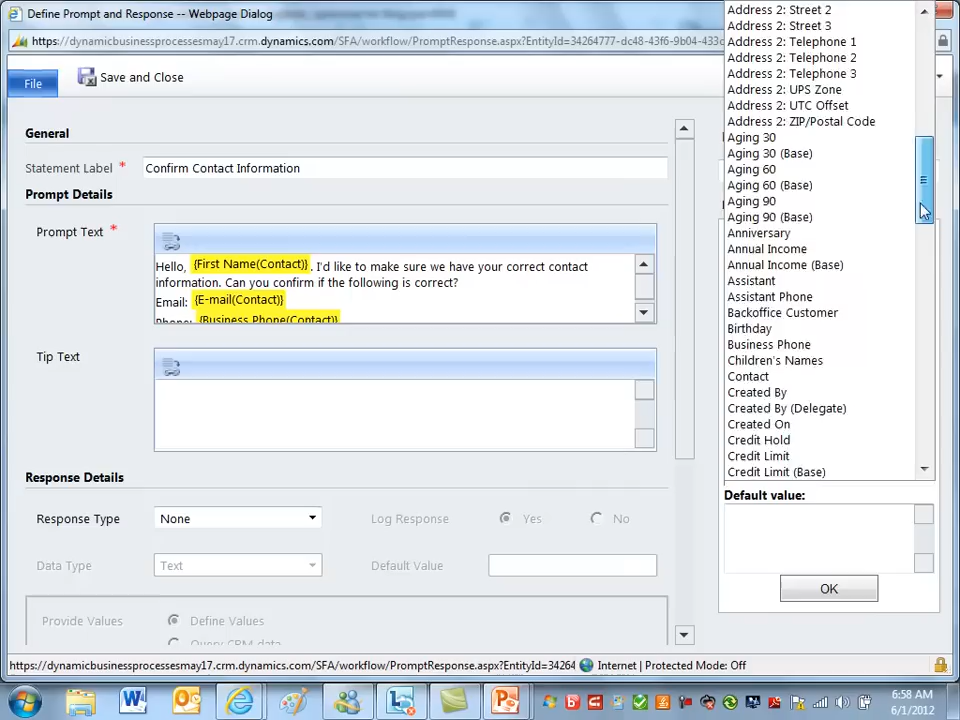 Define Prompt and Response -- Webpage Dialog
https://dynamicbusinessprocessesmay17.crm.dynamics.com/SFA/workflow/PromptResponse.aspx?EntityId=34264777-dc48-43f6-9b04-433c
File
Save and Close
General
Statement Label *
Confirm Contact Information
Prompt Details
Prompt Text *
Hello, {First Name(Contact)}. I'd like to make sure we have your correct contact
information. Can you confirm if the following is correct?
Email: {E-mail(Contact)}
Phone: {Business Phone(Contact)}
Tip Text
Response Details
Response Type
None
Log Response
Yes
No
Data Type
Text
Default Value
Provide Values
Define Values
Query CRM data
Address 2: Street 2
Address 2: Street 3
Address 2: Telephone 1
Address 2: Telephone 2
Address 2: Telephone 3
Address 2: UPS Zone
Address 2: UTC Offset
Address 2: ZIP/Postal Code
Aging 30
Aging 30 (Base)
Aging 60
Aging 60 (Base)
Aging 90
Aging 90 (Base)
Anniversary
Annual Income
Annual Income (Base)
Assistant
Assistant Phone
Backoffice Customer
Birthday
Business Phone
Children's Names
Contact
Created By
Created By (Delegate)
Created On
Credit Hold
Credit Limit
Credit Limit (Base)
Default value:
OK
https://dynamicbusinessprocessesmay17.crm.dynamics.com/SFA/workflow/PromptResponse.aspx?EntityId=34264
Internet | Protected Mode: Off
6:58 AM
6/1/2012